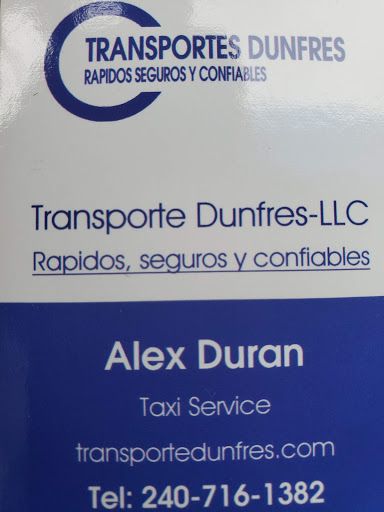 TRANSPORTES DUNFRES
RAPIDOS SEGUROS Y CONFIABLES
Transporte Dunfres-LLC
Rapidos, seguros y confiables
Alex Duran
Taxi Service
transportedunfres.com
Tel: 240-716-1382